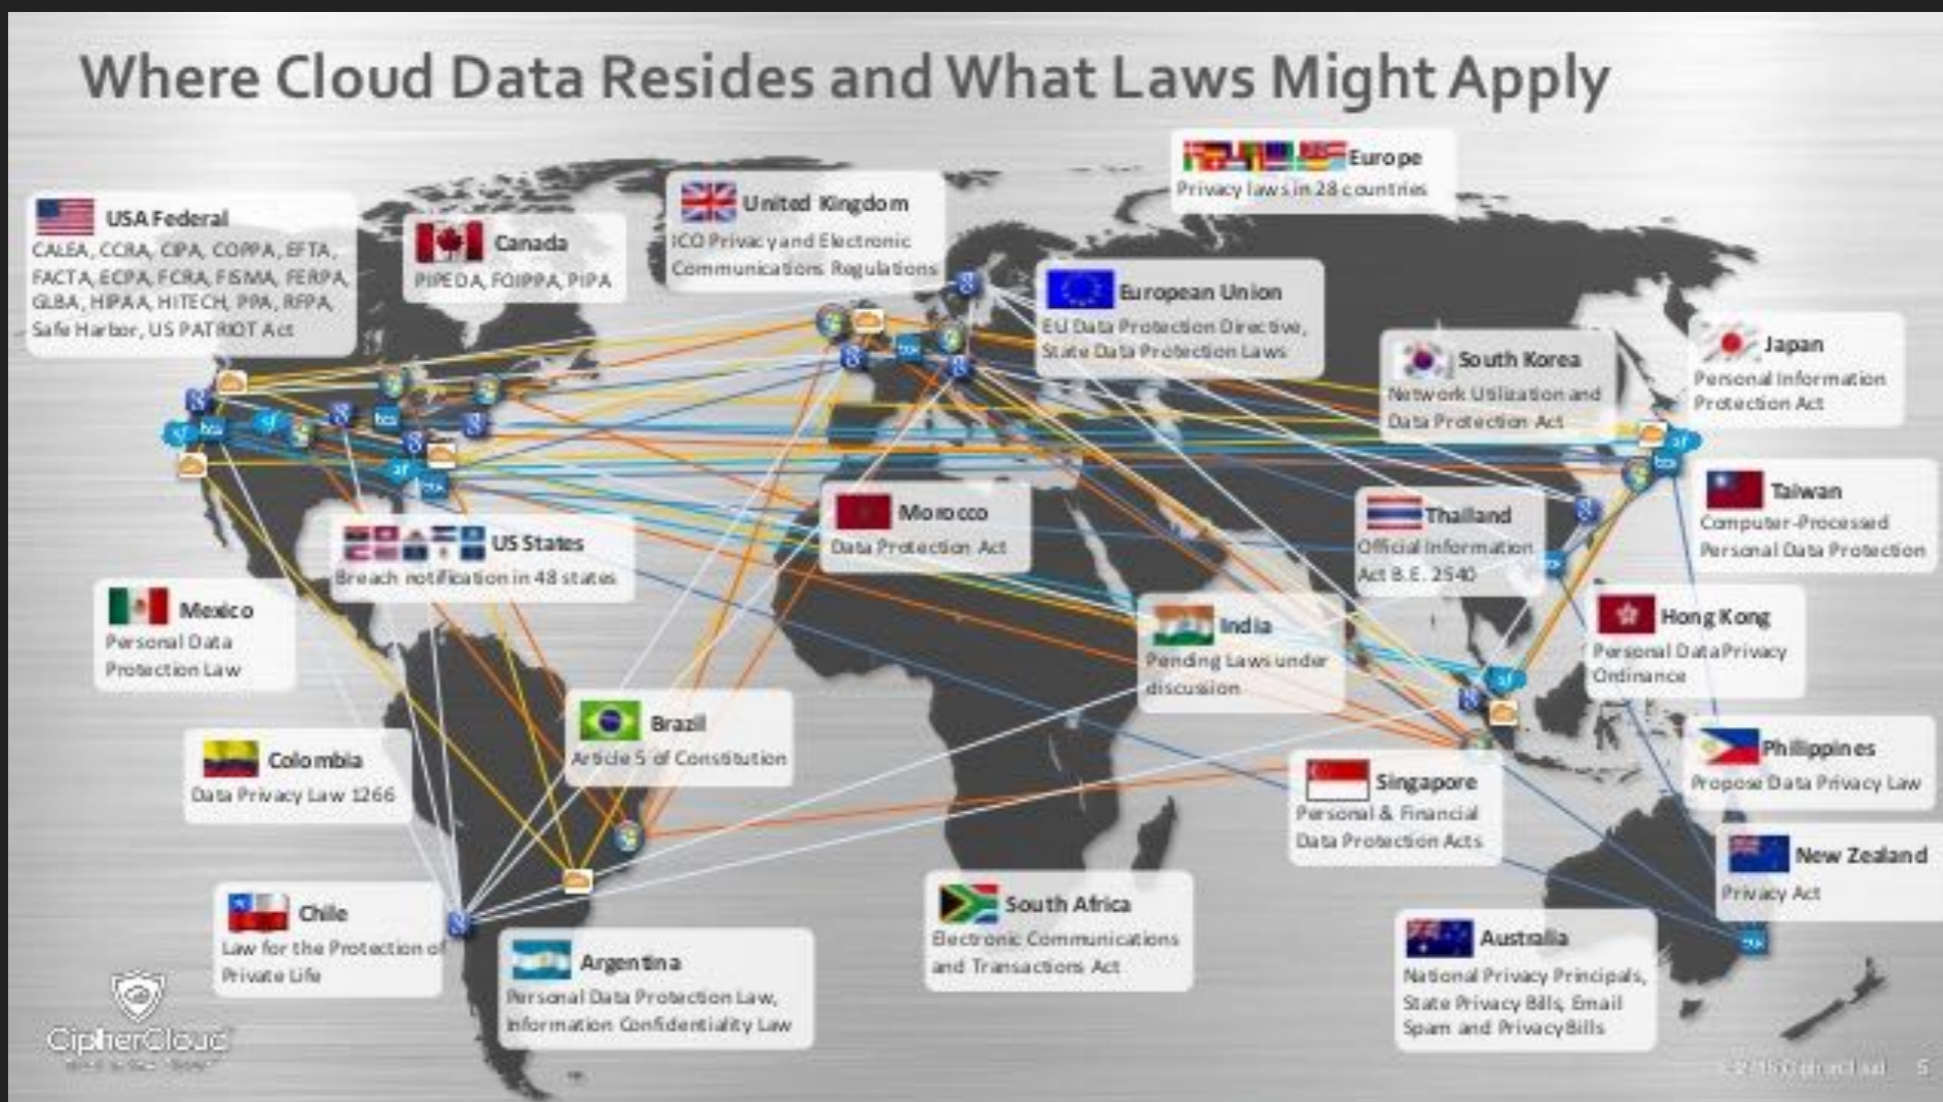 Where Cloud Data Resides and What Laws Might Apply
Europe
Privacy laws in 28 countries
USA Federal
CALEA, CCRA, CIPA, COPPA, EFTA,
FACTA, ECPA, FCRA, FISMA, FERPA,
GLBA, HIPAA, HITECH, PPA, RFPA,
Safe Harbor, US PATRIOT Act
Canada
PIPEDA, FOIPPA, PIPA
United Kingdom
ICO Privacy and Electronic
Communications Regulations
European Union
EU Data Protection Directive,
State Data Protection Laws
South Korea
Network Utilization and
Data Protection Act
Japan
Personal Information
Protection Act
Taiwan
Computer-Processed
Personal Data Protection
Thailand
Official Information
Act B.E. 2540
Morocco
Data Protection Act
US States
Breach notification in 48 states
Mexico
Personal Data
Protection Law
India
Pending Laws under
discussion
Hong Kong
Personal Data Privacy
Ordinance
Brazil
Article 5 of Constitution
Colombia
Data Privacy Law 1266
Philippines
Propose Data Privacy Law
Singapore
Personal & Financial
Data Protection Acts
New Zealand
Privacy Act
Chile
Law for the Protection of
Private Life
South Africa
Electronic Communications
and Transactions Act
Australia
National Privacy Principals,
State Privacy Bills, Email
Spam and Privacy Bills
Argentina
Personal Data Protection Law,
Information Confidentiality Law
CipherCloud
5